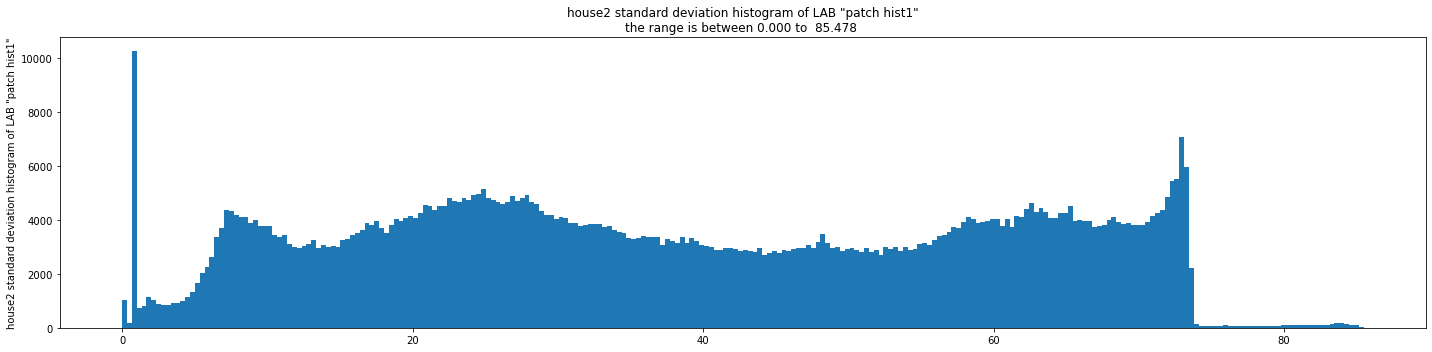 house2 standard deviation histogram of LAB "patch hist1"
the range is between 0.000 to  85.478
house2 standard deviation histogram of LAB "patch hist1"
10000
8000
6000
4000
2000
0
0 20 40 60 80